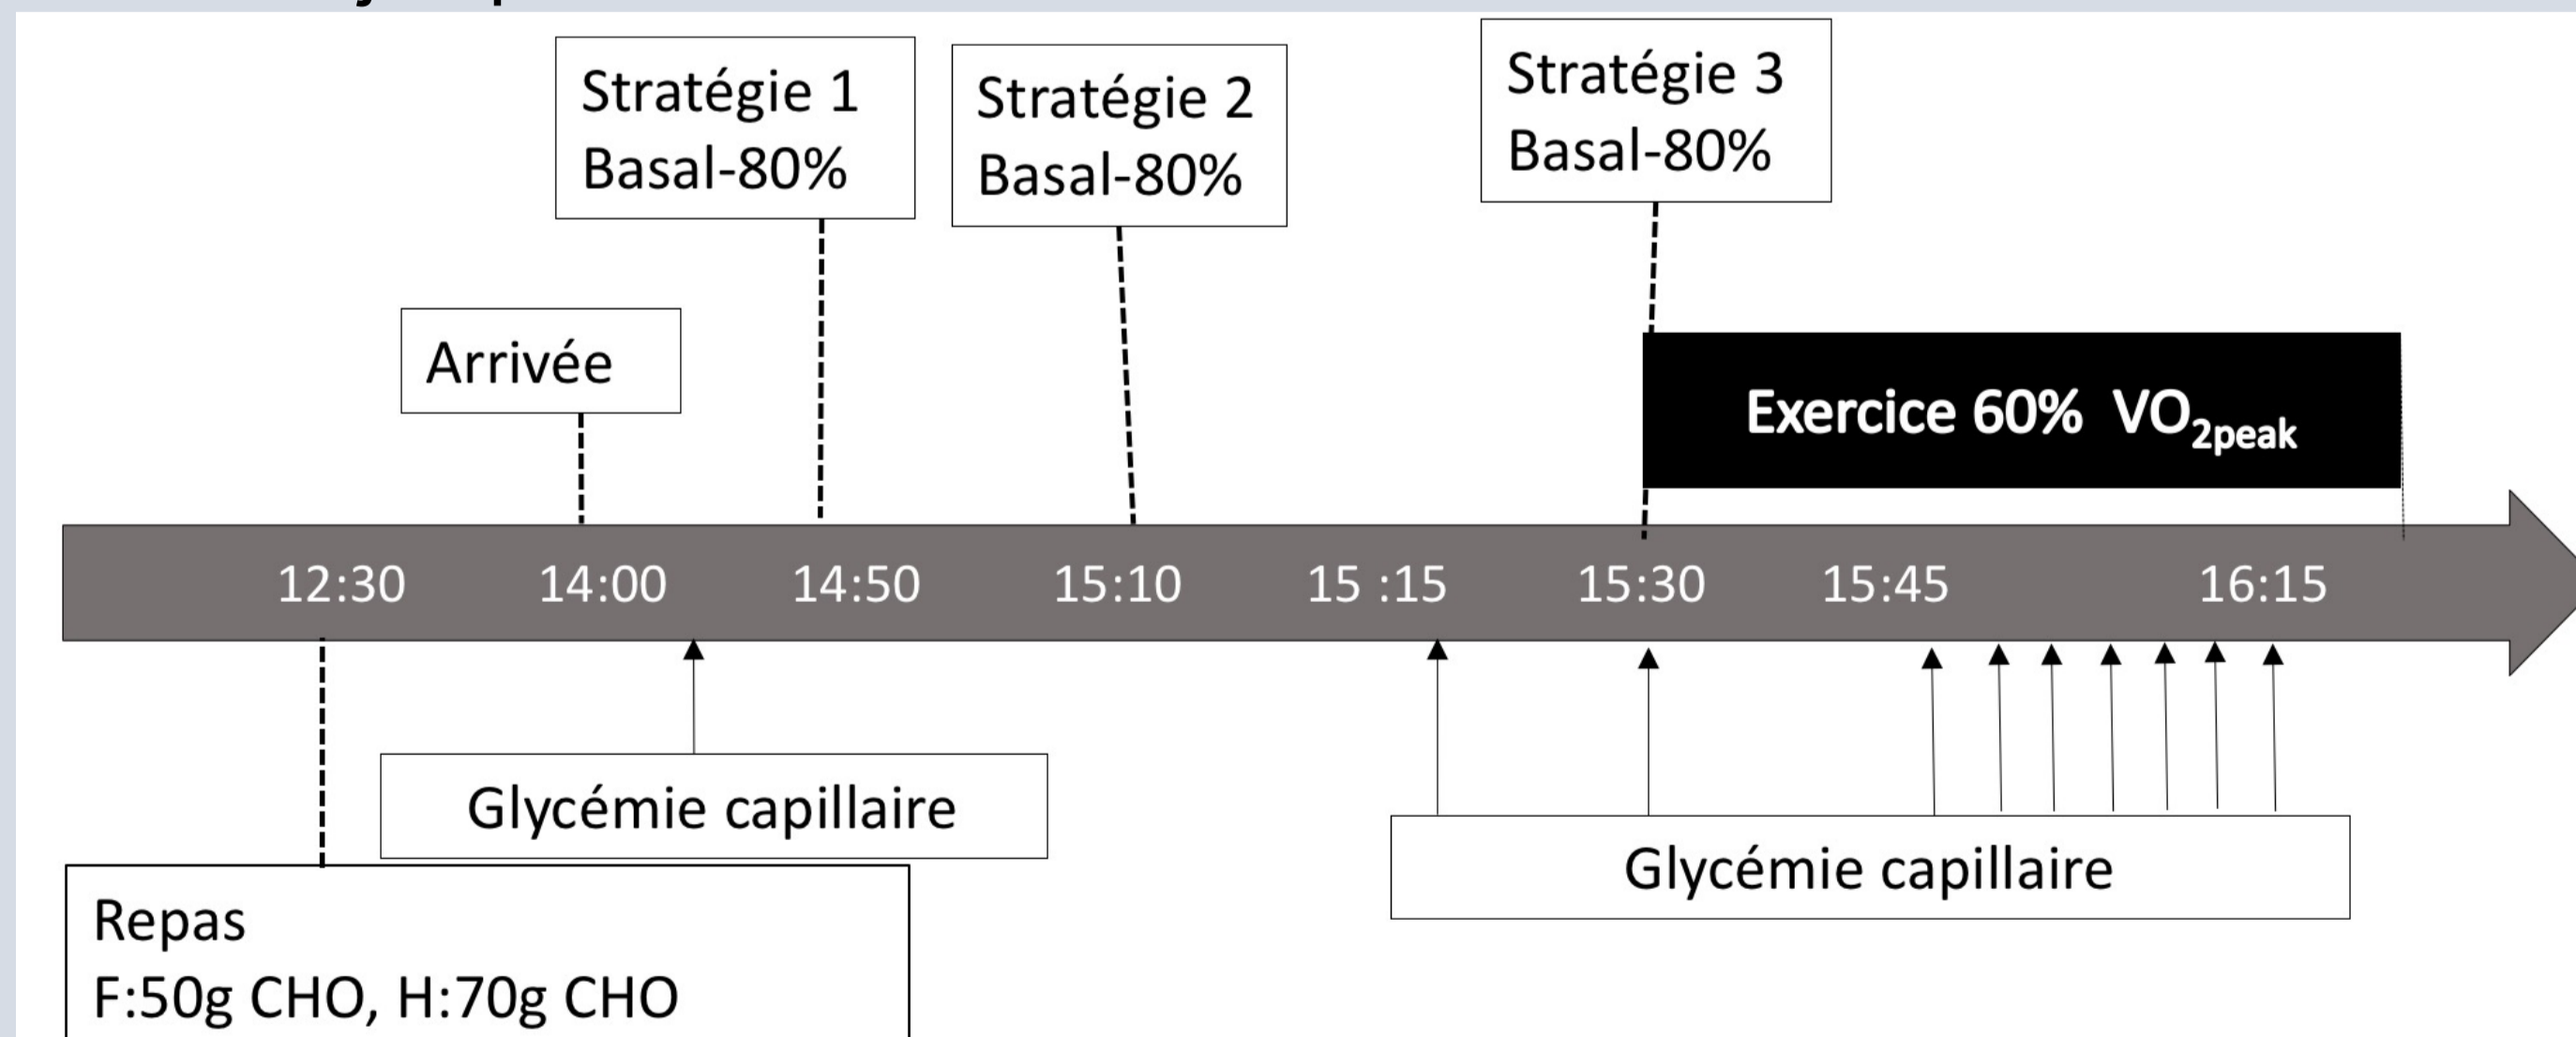 Stratégie 1
Basal-80%
Stratégie 2
Basal-80%
Stratégie 3
Basal-80%
Arrivée
Exercice 60% VO2peak
12:30 14:00 14:50 15:10 15 :15 15:30 15:45 16:15
Glycémie capillaire
Glycémie capillaire
Repas
F:50g CHO, H:70g CHO